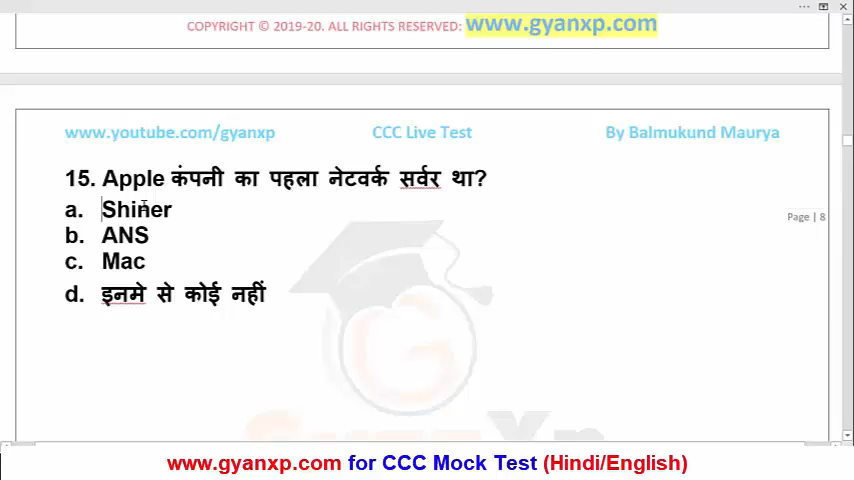 COPYRIGHT © 2019-20. ALL RIGHTS RESERVED: www.gyanxp.com
www.youtube.com/gyanxp CCC Live Test By Balmukund Maurya
15. Apple कंपनी का पहला नेटवर्क सर्वर था?
a. Shiner
Page | 8
b. ANS
c. Mac
d. इनमे से कोई नहीं
GyanXp
www.gyanxp.com for CCC Mock Test (Hindi/English)